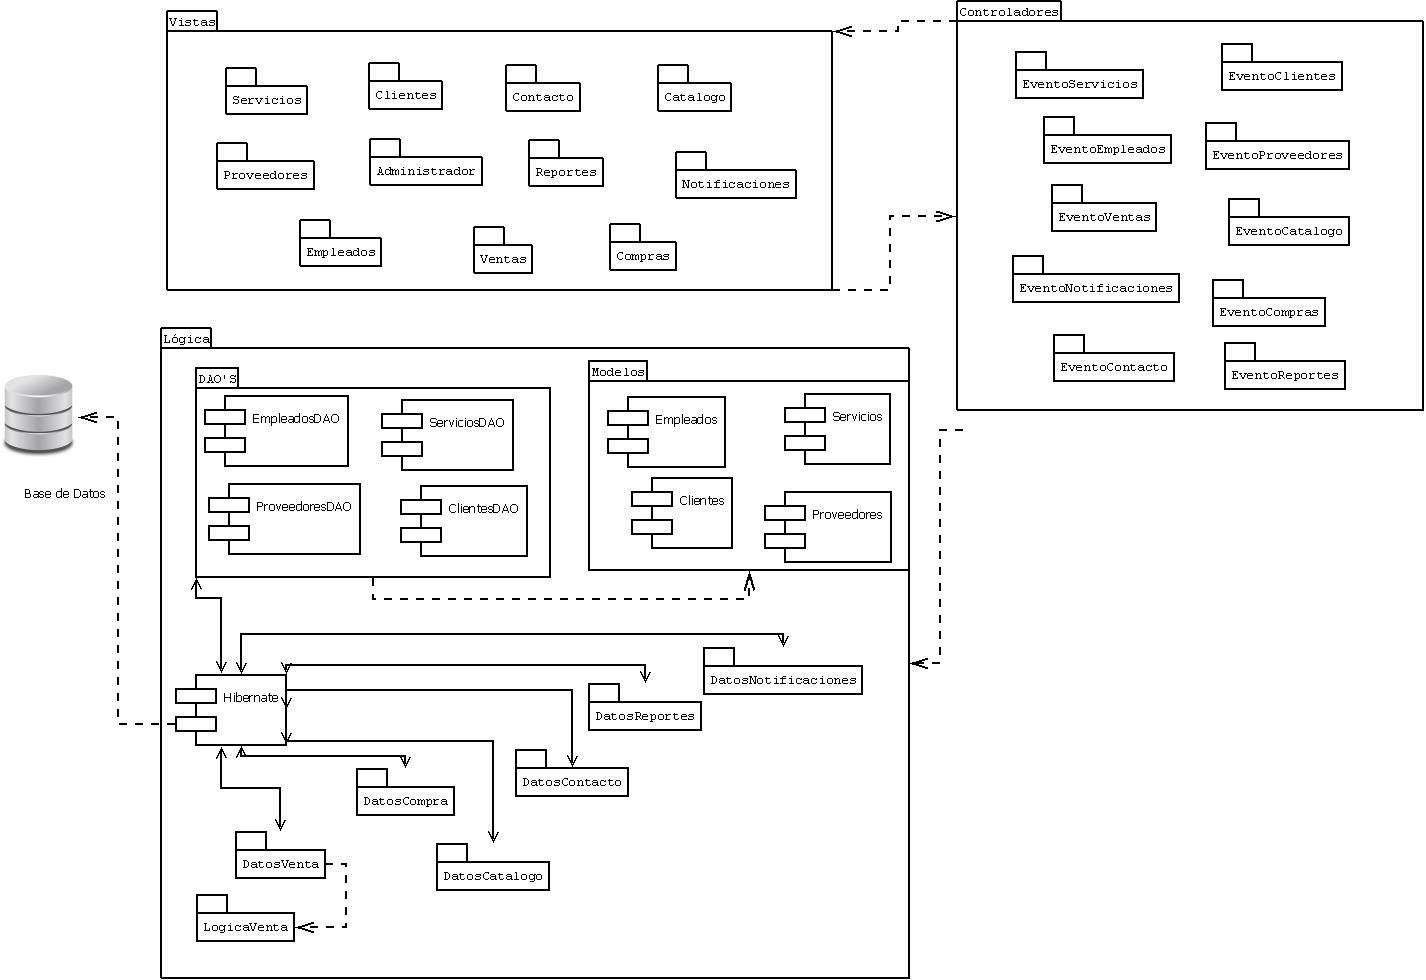 Vistas
Servicios
Clientes
Contacto
Catalogo
Proveedores
Administrador
Reportes
Notificaciones
Empleados
Ventas
Compras
Controladores
EventoServicios
EventoClientes
EventoEmpleados
EventoProveedores
EventoVentas
EventoCatalogo
EventoNotificaciones
EventoCompras
EventoContacto
EventoReportes
Lógica
DAO'S
EmpleadosDAO
ServiciosDAO
ProveedoresDAO
ClientesDAO
Modelos
Empleados
Servicios
Clientes
Proveedores
Base de Datos
Hibernate
DatosNotificaciones
DatosReportes
DatosContacto
DatosCompra
DatosVenta
DatosCatalogo
LogicaVenta